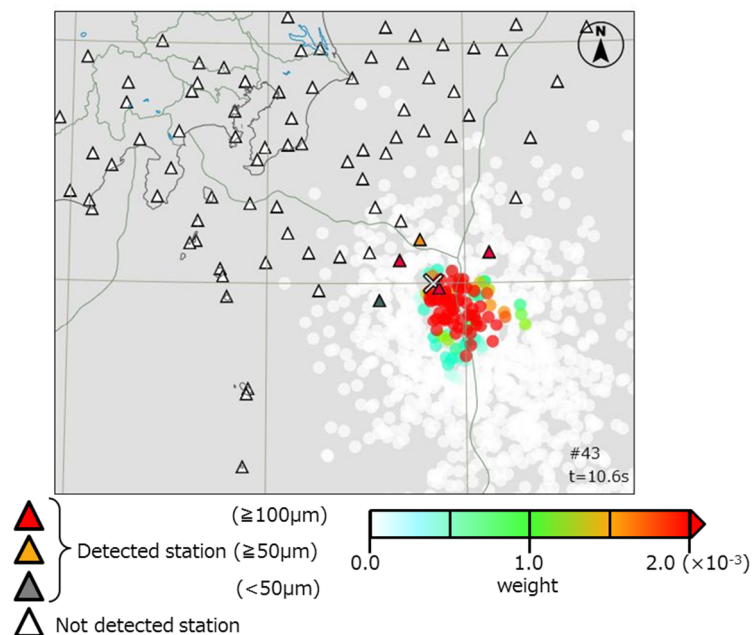 N
#43
t=10.6s
(≧100μm)
Detected station (≧50μm)
(<50μm)
Not detected station
0.0 1.0 2.0 (×10⁻³)
weight